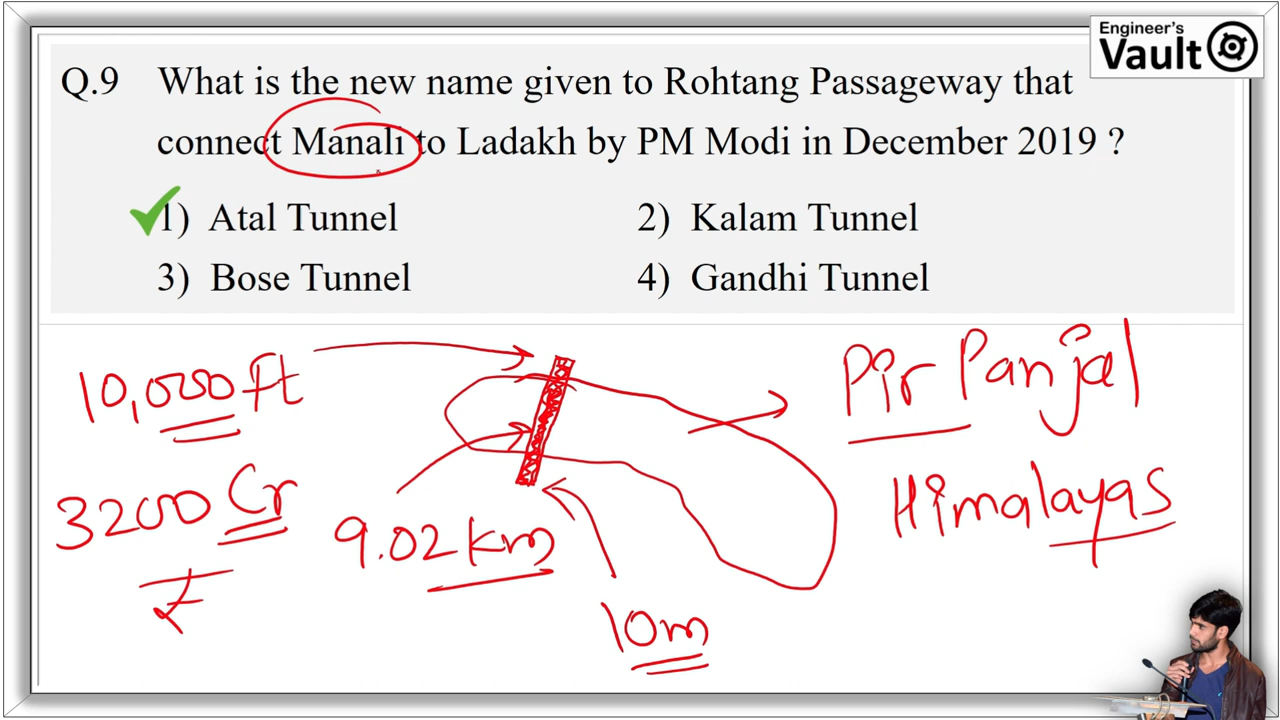 Engineer's
Vault
Q.9 What is the new name given to Rohtang Passageway that
connect Manali to Ladakh by PM Modi in December 2019 ?
1) Atal Tunnel 2) Kalam Tunnel
3) Bose Tunnel 4) Gandhi Tunnel
10,000 Ft
Pir Panjal
Himalayas
3200 Cr
₹
9.02 km
10m